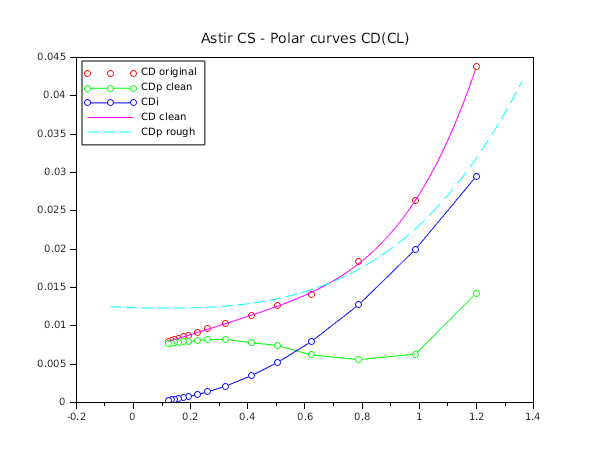 Astir CS - Polar curves CD(CL)
0.045
CD original
CDp clean
0.04
CDi
CD clean
0.035
CDp rough
0.03
0.025
0.02
0.015
0.01
0.005
0
-0.2 0 0.2 0.4 0.6 0.8 1 1.2 1.4